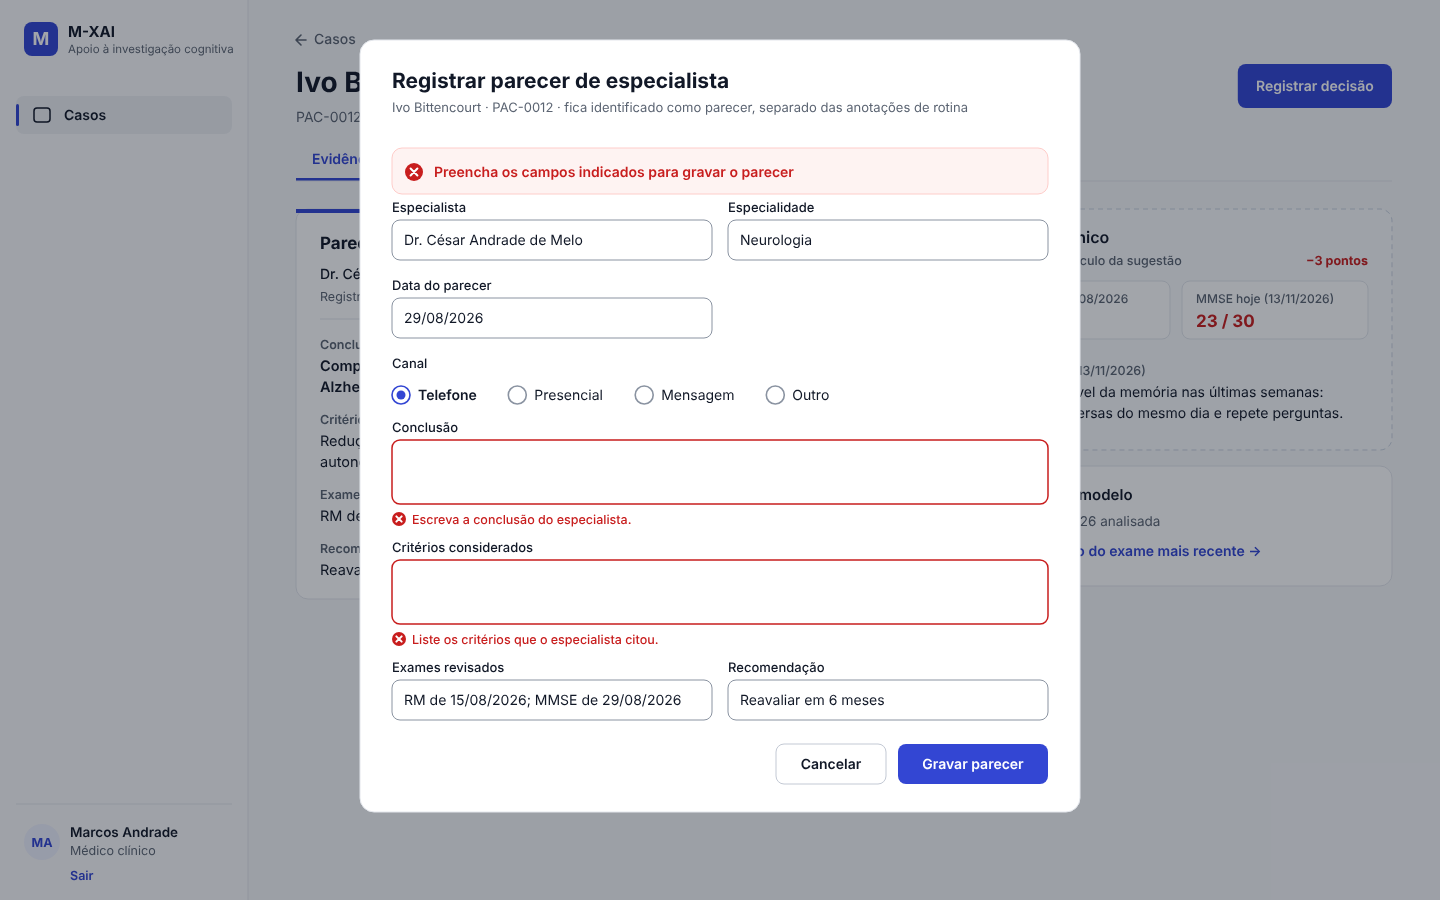 M
M-XAI
Apoio à investigação cognitiva
Casos
Marcos Andrade
MA
Médico clínico
Sair
Casos
Ivo B
PAC-0012
Registrar decisão
Evidên
Pare
Dr. Cé
Registr
Conclu
Comp
Alzhe
Critéri
Reduç
auton
Exame
RM de
Recom
Reava
Registrar parecer de especialista
Ivo Bittencourt · PAC-0012 · fica identificado como parecer, separado das anotações de rotina
Preencha os campos indicados para gravar o parecer
Especialista
Especialidade
Dr. César Andrade de Melo
Neurologia
Data do parecer
29/08/2026
Canal
Telefone
Presencial
Mensagem
Outro
Conclusão
Escreva a conclusão do especialista.
Critérios considerados
Liste os critérios que o especialista citou.
Exames revisados
Recomendação
RM de 15/08/2026; MMSE de 29/08/2026
Reavaliar em 6 meses
Cancelar
Gravar parecer
nico
culo da sugestão
−3 pontos
08/2026
MMSE hoje (13/11/2026)
23 / 30
13/11/2026)
vel da memória nas últimas semanas:
ersas do mesmo dia e repete perguntas.
modelo
26 analisada
o do exame mais recente →